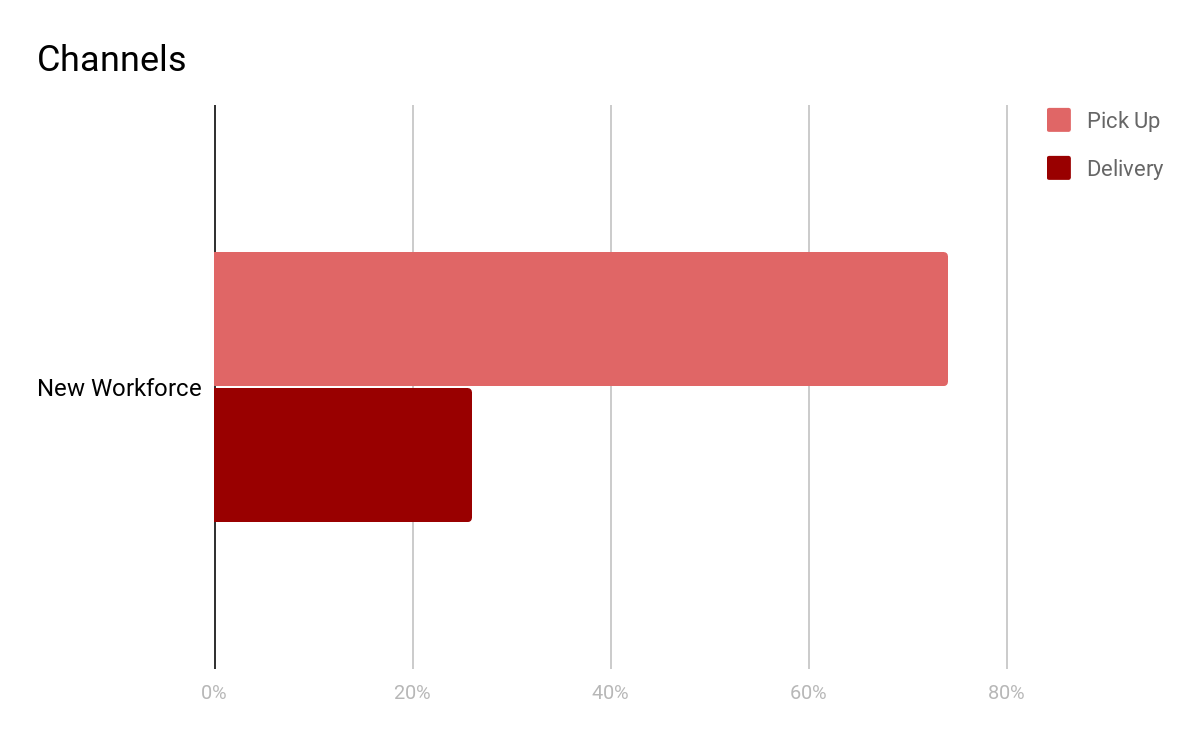 Channels
Pick Up
Delivery
New Workforce
0% 20% 40% 60% 80%